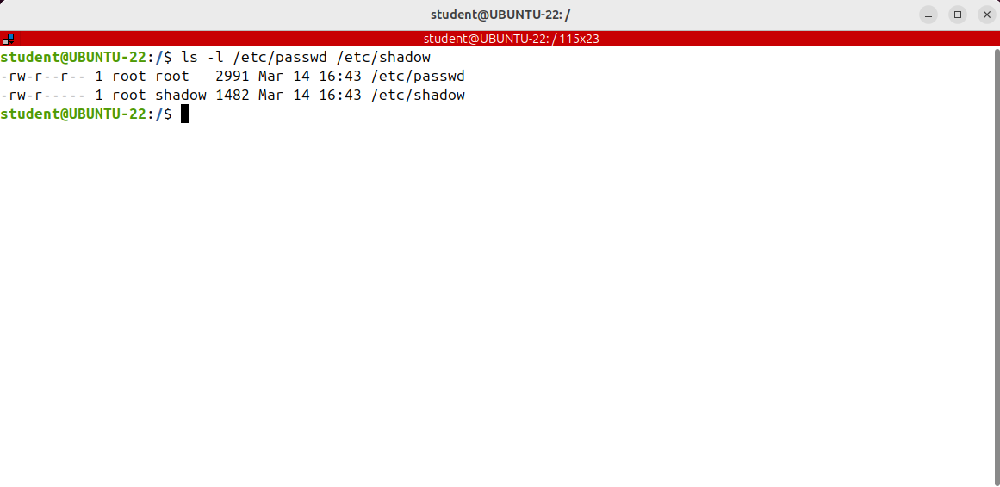 student@UBUNTU-22: /
student@UBUNTU-22: / 115x23
student@UBUNTU-22:/$ ls -l /etc/passwd /etc/shadow
-rw-r--r-- 1 root root   2991 Mar 14 16:43 /etc/passwd
-rw-r----- 1 root shadow 1482 Mar 14 16:43 /etc/shadow
student@UBUNTU-22:/$